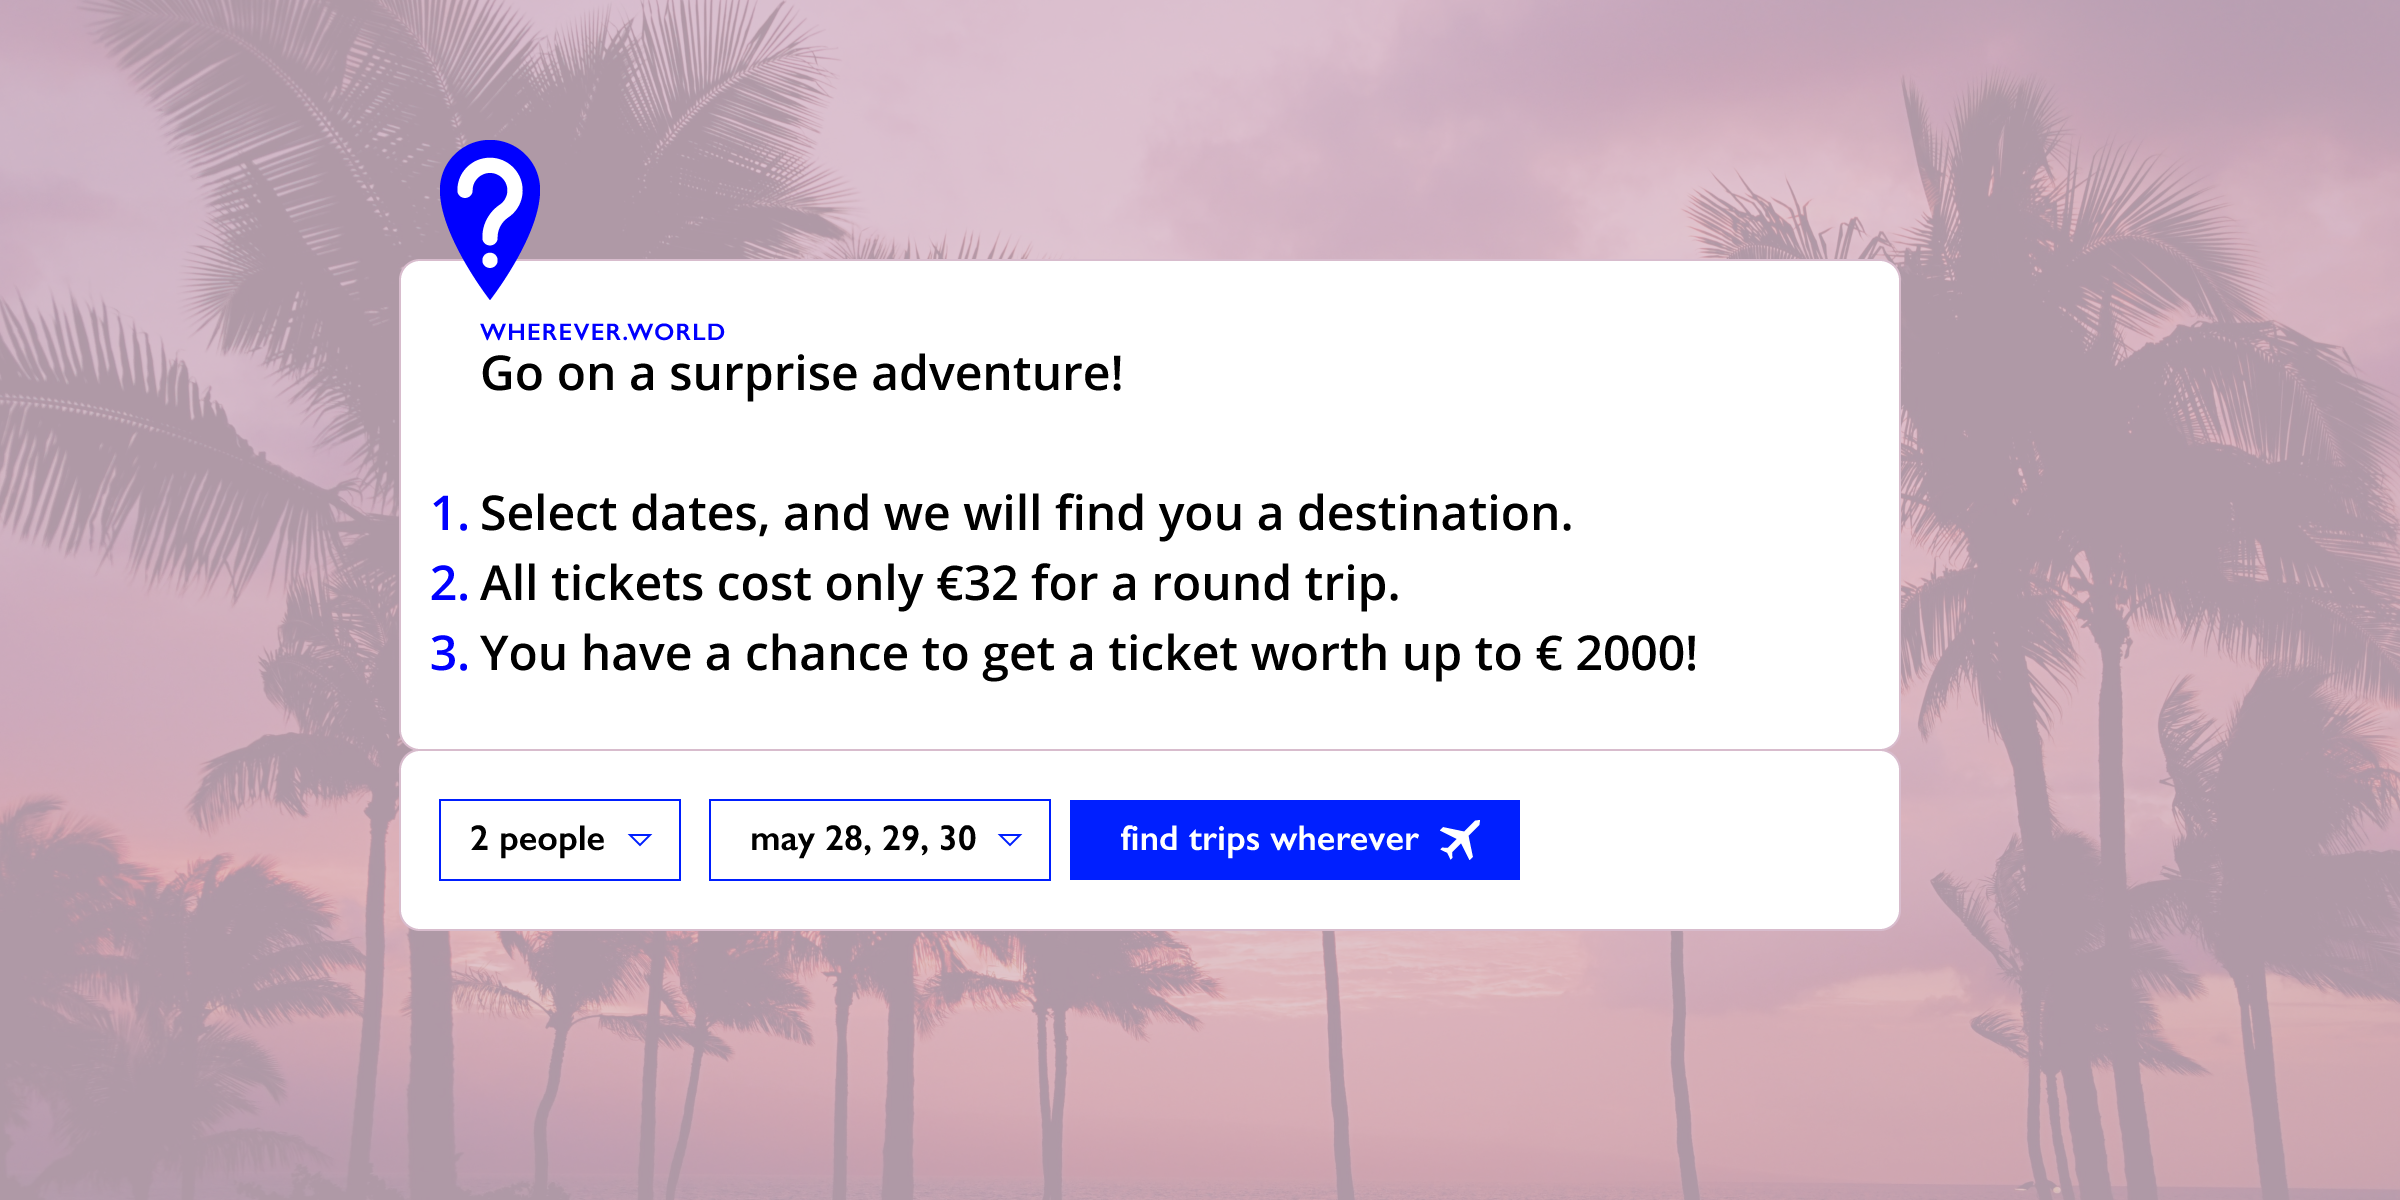 WHEREVER.WORLD
Go on a surprise adventure!
1. Select dates, and we will find you a destination.
2. All tickets cost only €32 for a round trip.
3. You have a chance to get a ticket worth up to € 2000!
2 people
may 28, 29, 30
find trips wherever